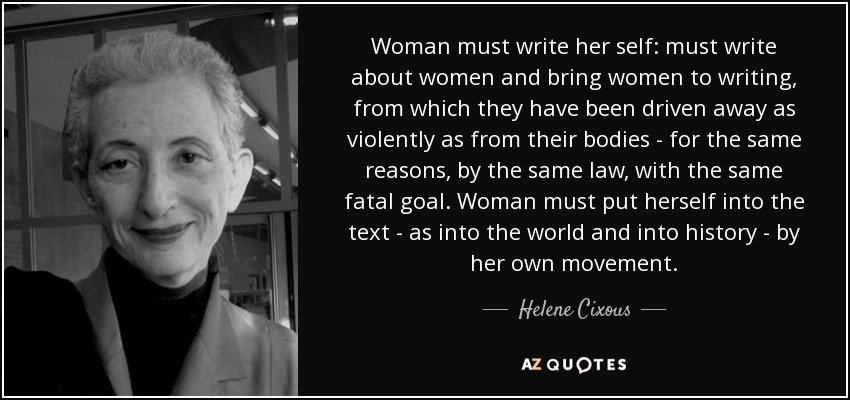 Woman must write her self: must write
about women and bring women to writing,
from which they have been driven away as
violently as from their bodies - for the same
reasons, by the same law, with the same
fatal goal. Woman must put herself into the
text - as into the world and into history - by
her own movement.
Helene Cixous
AZ QUOTES